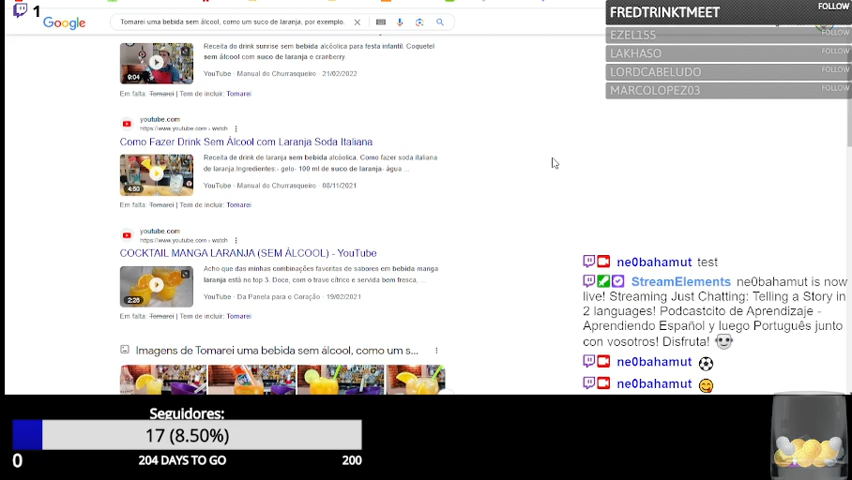 1
Google
Tomarei uma bebida sem álcool, como um suco de laranja, por exemplo.
FREDTRINKTMEET FOLLOW
EZEL155 FOLLOW
LAKHASO FOLLOW
LORDCABELUDO FOLLOW
MARCOLOPEZ03 FOLLOW
Receita do drink sunrise sem bebida alcóolica para festa infantil. Coquetel
sem álcool com suco de laranja e cranberry.
9:04
YouTube · Manual do Churrasqueiro · 21/02/2022
Em falta: Tomarei | Tem de incluir: Tomarei
youtube.com
https://www.youtube.com › watch
Como Fazer Drink Sem Álcool com Laranja Soda Italiana
Receita de drink de laranja sem bebida alcóolica. Como fazer soda italiana
de laranja.Ingredientes:- gelo- 100 ml de suco de laranja- água ...
4:50
YouTube · Manual do Churrasqueiro · 08/11/2021
Em falta: Tomarei | Tem de incluir: Tomarei
youtube.com
https://www.youtube.com › watch
COCKTAIL MANGA LARANJA (SEM ÁLCOOL) - YouTube
Acho que das minhas combinações favoritas de sabores em bebida manga
laranja está no top 3. Doce, com o travo cítrico e servida bem fresca, ...
2:28
YouTube · Da Panela para o Coração · 19/02/2021
Em falta: Tomarei | Tem de incluir: Tomarei
Imagens de Tomarei uma bebida sem álcool, como um s...
ne0bahamut test
StreamElements ne0bahamut is now
live! Streaming Just Chatting: Telling a Story in
2 languages! Podcastcito de Aprendizaje -
Aprendiendo Español y luego Português junto
con vosotros! Disfruta!
ne0bahamut
ne0bahamut
Seguidores:
17 (8.50%)
0 204 DAYS TO GO 200